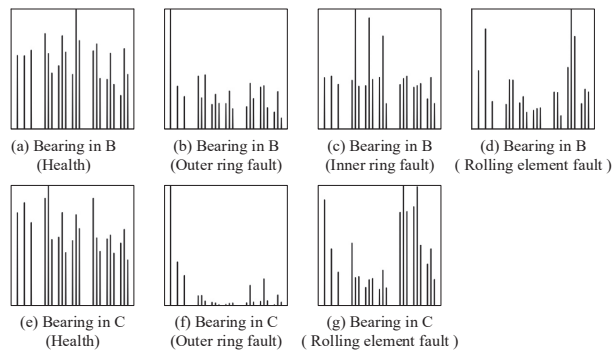 (a) Bearing in B
(Health)
(b) Bearing in B
(Outer ring fault)
(c) Bearing in B
(Inner ring fault)
(d) Bearing in B
( Rolling element fault )
(e) Bearing in C
(Health)
(f) Bearing in C
(Outer ring fault)
(g) Bearing in C
( Rolling element fault )